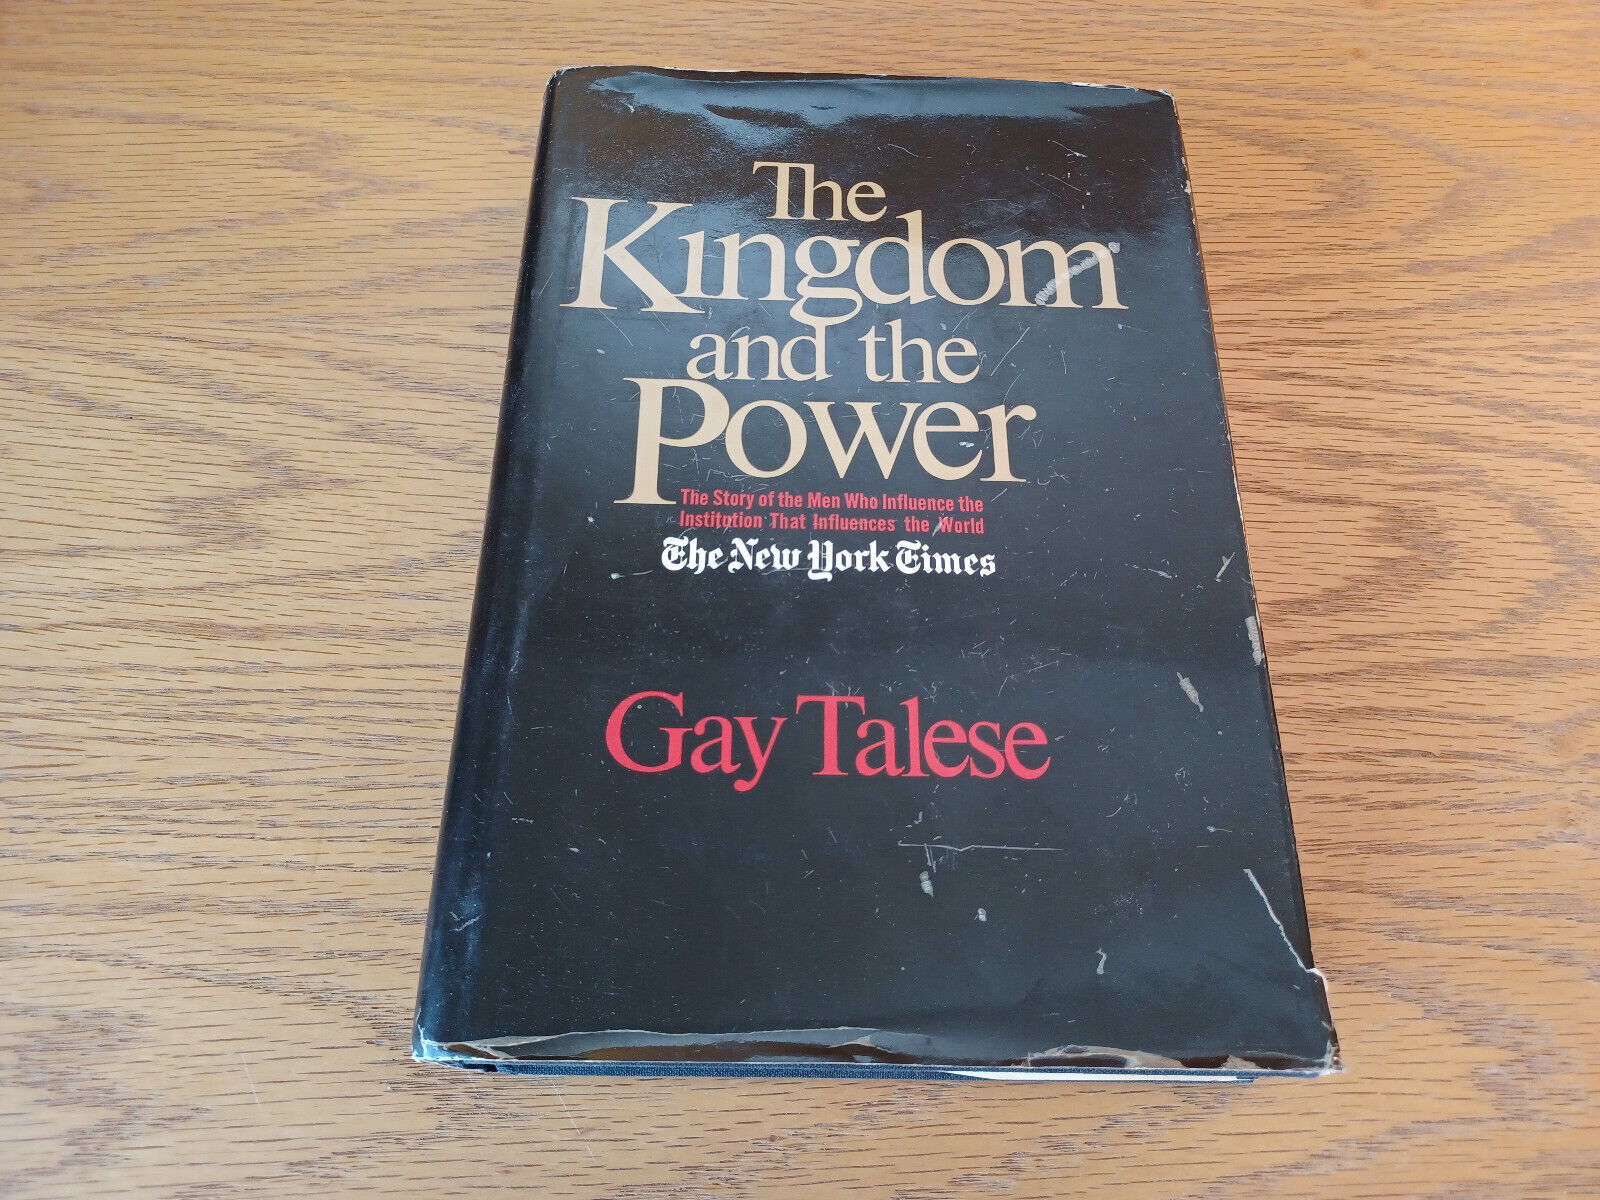 The
Kingdom
and the
Power
The Story of the Men Who Influence the
Institution That Influences the World
The New York Times
Gay Talese